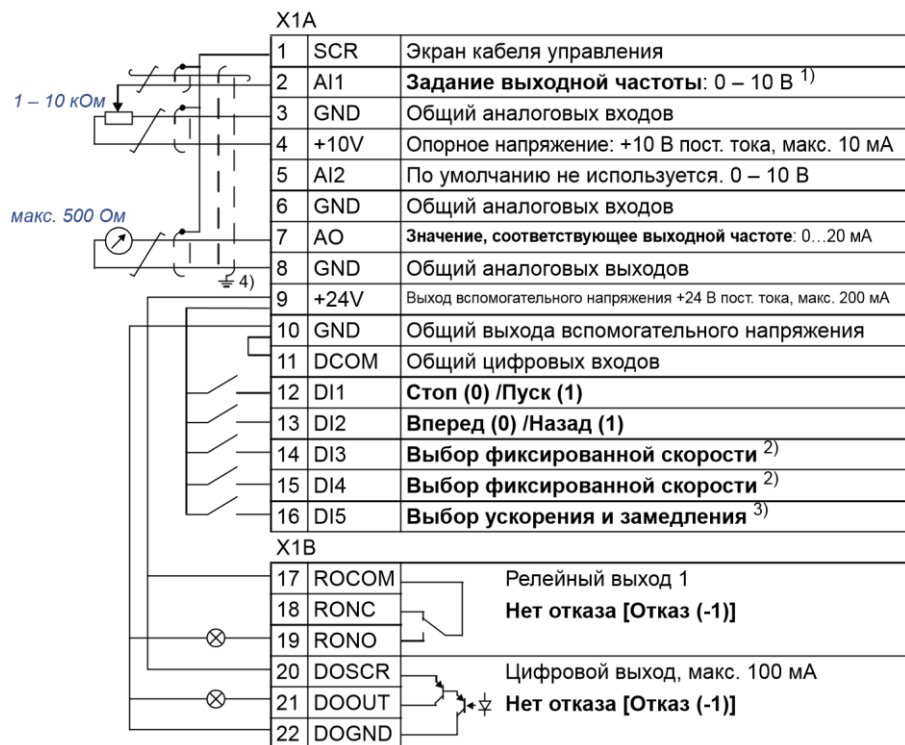 X1A
1 SCR Экран кабеля управления
2 AI1 Задание выходной частоты: 0 – 10 В 1)
1 – 10 кОм
3 GND Общий аналоговых входов
4 +10V Опорное напряжение: +10 В пост. тока, макс. 10 мА
5 AI2 По умолчанию не используется. 0 – 10 В
6 GND Общий аналоговых входов
макс. 500 Ом
7 AO Значение, соответствующее выходной частоте: 0...20 мА
8 GND Общий аналоговых выходов
4)
9 +24V Выход вспомогательного напряжения +24 В пост. тока, макс. 200 мА
10 GND Общий выхода вспомогательного напряжения
11 DCOM Общий цифровых входов
12 DI1 Стоп (0) /Пуск (1)
13 DI2 Вперед (0) /Назад (1)
14 DI3 Выбор фиксированной скорости 2)
15 DI4 Выбор фиксированной скорости 2)
16 DI5 Выбор ускорения и замедления 3)
X1B
17 ROCOM Релейный выход 1
18 RONC Нет отказа [Отказ (-1)]
19 RONO
20 DOSCR Цифровой выход, макс. 100 мА
21 DOOUT Нет отказа [Отказ (-1)]
22 DOGND